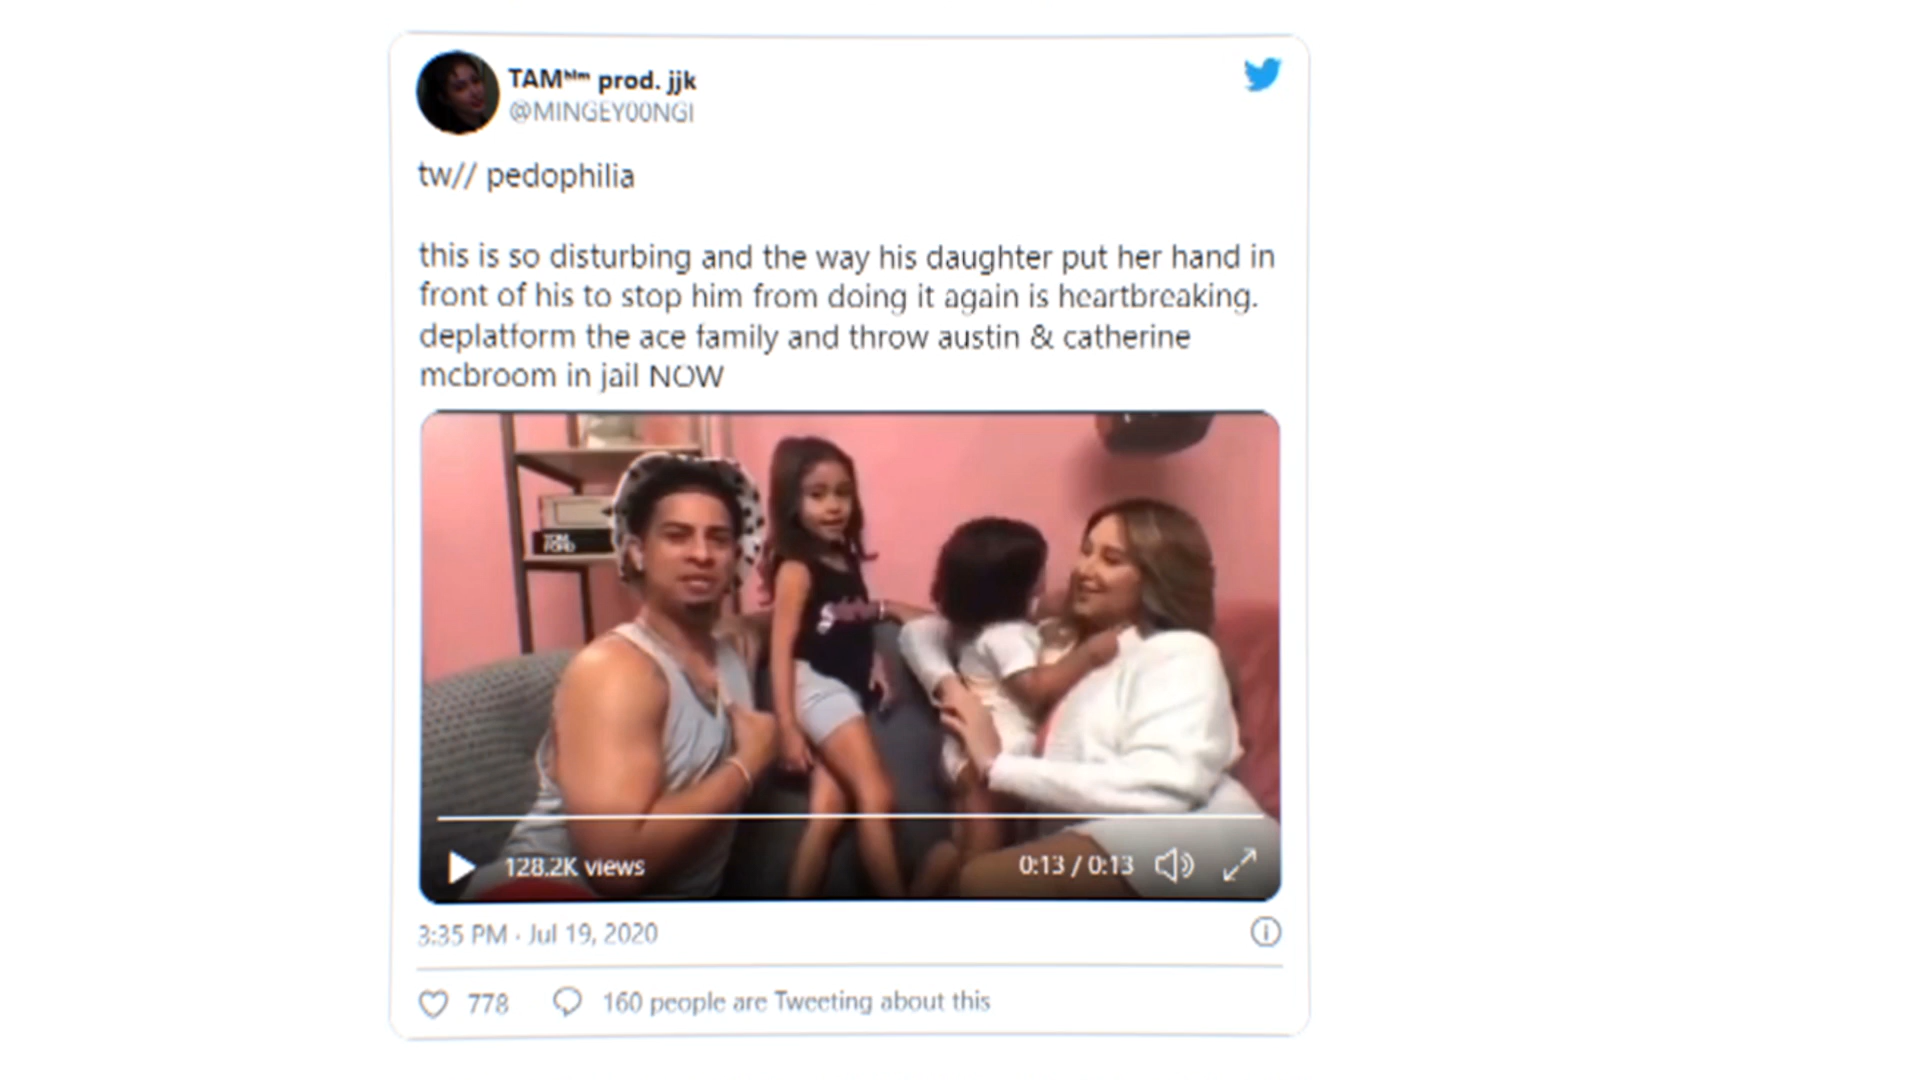 TAMᵇˡᵐ prod. jjk
@MINGEY00NGI
tw// pedophilia
this is so disturbing and the way his daughter put her hand in
front of his to stop him from doing it again is heartbreaking.
deplatform the ace family and throw austin & catherine
mcbroom in jail NOW
TOM
FORD
128.2K views
0:13 / 0:13
3:35 PM · Jul 19, 2020
778
160 people are Tweeting about this